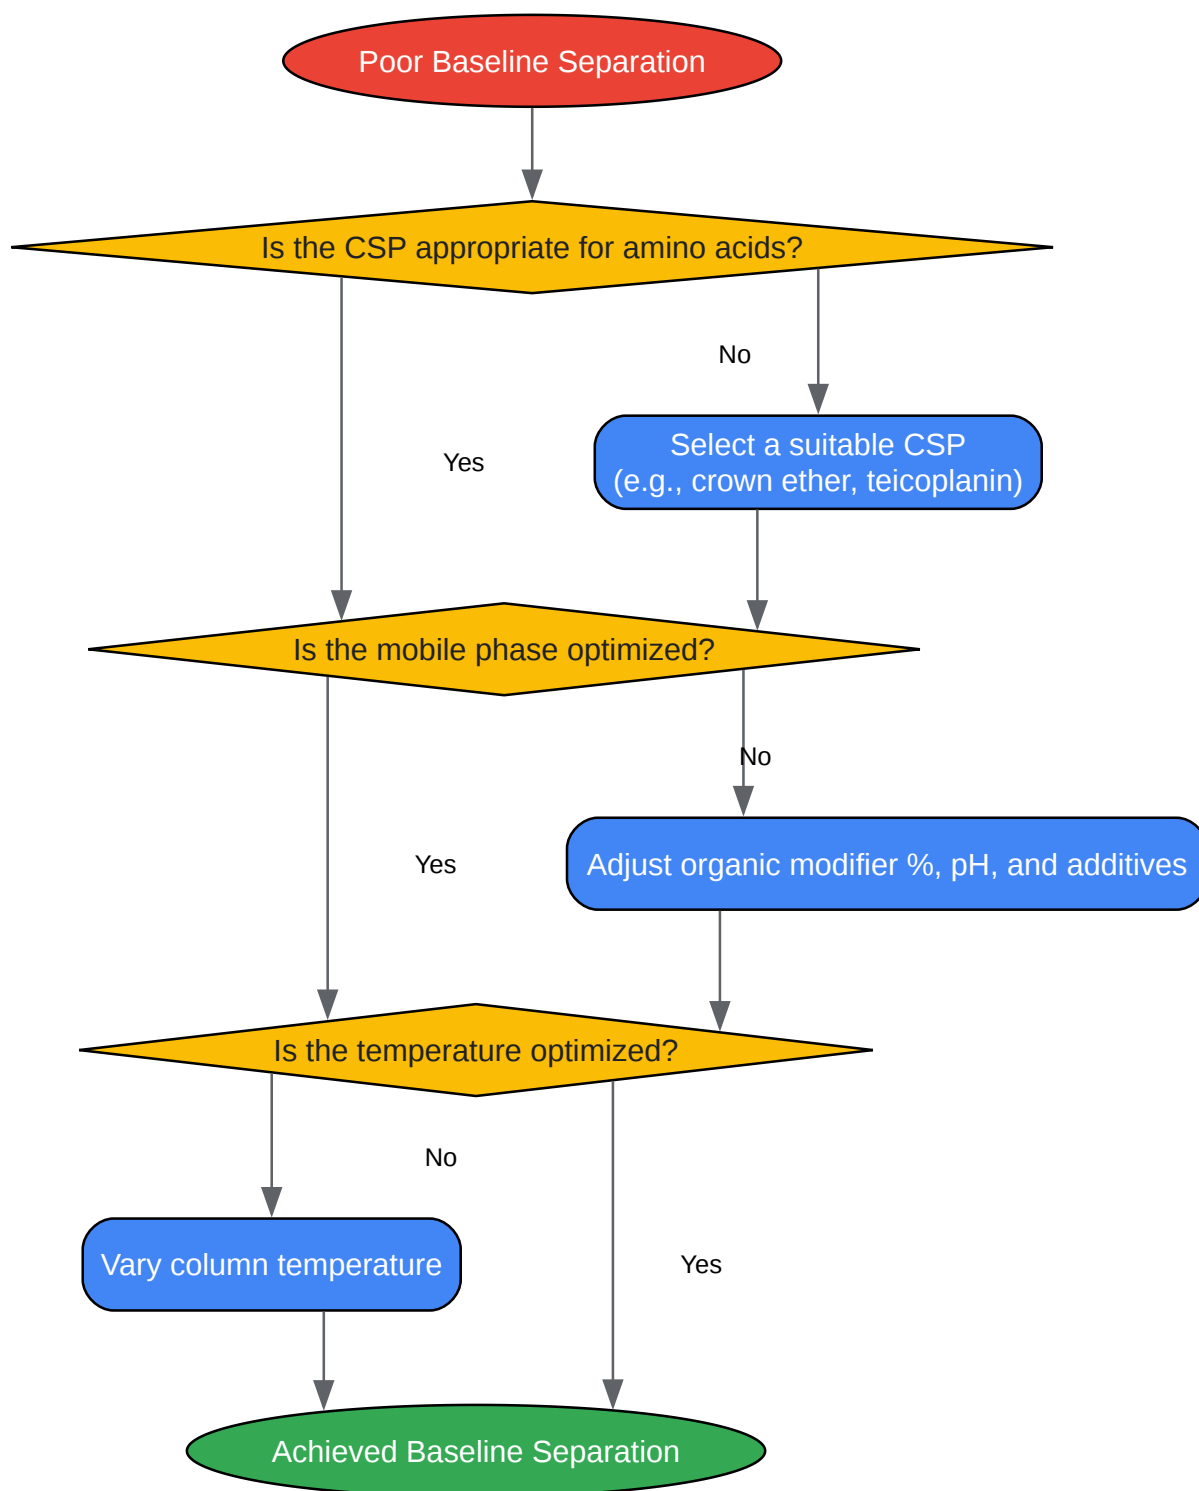 Poor Baseline Separation
Is the CSP appropriate for amino acids?
No
Select a suitable CSP
(e.g., crown ether, teicoplanin)
Yes
Is the mobile phase optimized?
No
Yes
Adjust organic modifier %, pH, and additives
Is the temperature optimized?
No
Vary column temperature
Yes
Achieved Baseline Separation